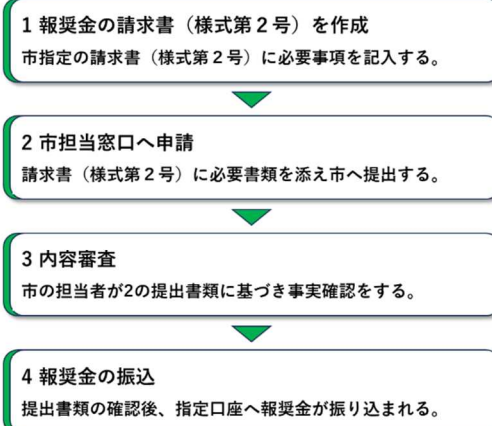 1 報奨金の請求書（様式第２号）を作成
市指定の請求書（様式第２号）に必要事項を記入する。
2 市担当窓口へ申請
請求書（様式第２号）に必要書類を添え市へ提出する。
3 内容審査
市の担当者が2の提出書類に基づき事実確認をする。
4 報奨金の振込
提出書類の確認後、指定口座へ報奨金が振り込まれる。